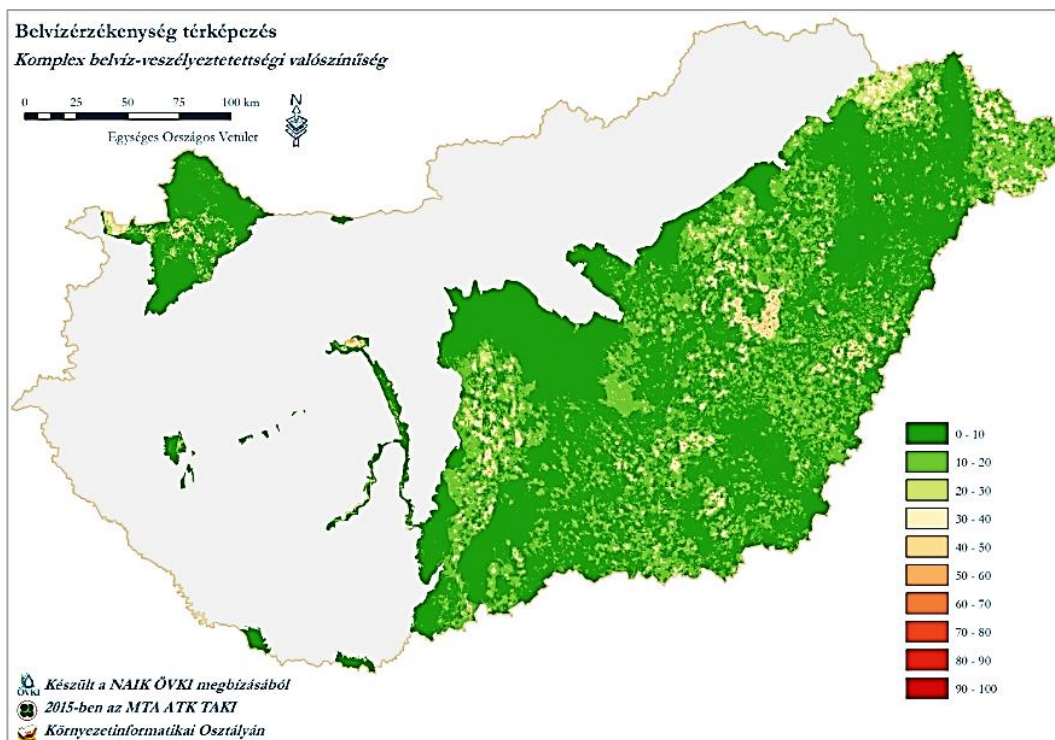 Belvízérzékenység térképezés
Komplex belvíz-veszélyeztetettségi valószínűség
0 25 50 75 100 km
N
Egységes Országos Vetület
0 - 10
10 - 20
20 - 30
30 - 40
40 - 50
50 - 60
60 - 70
70 - 80
80 - 90
90 - 100
ÖVKI
Készült a NAIK ÖVKI megbízásából
2015-ben az MTA ATK TAKI
Környezetinformatikai Osztályán